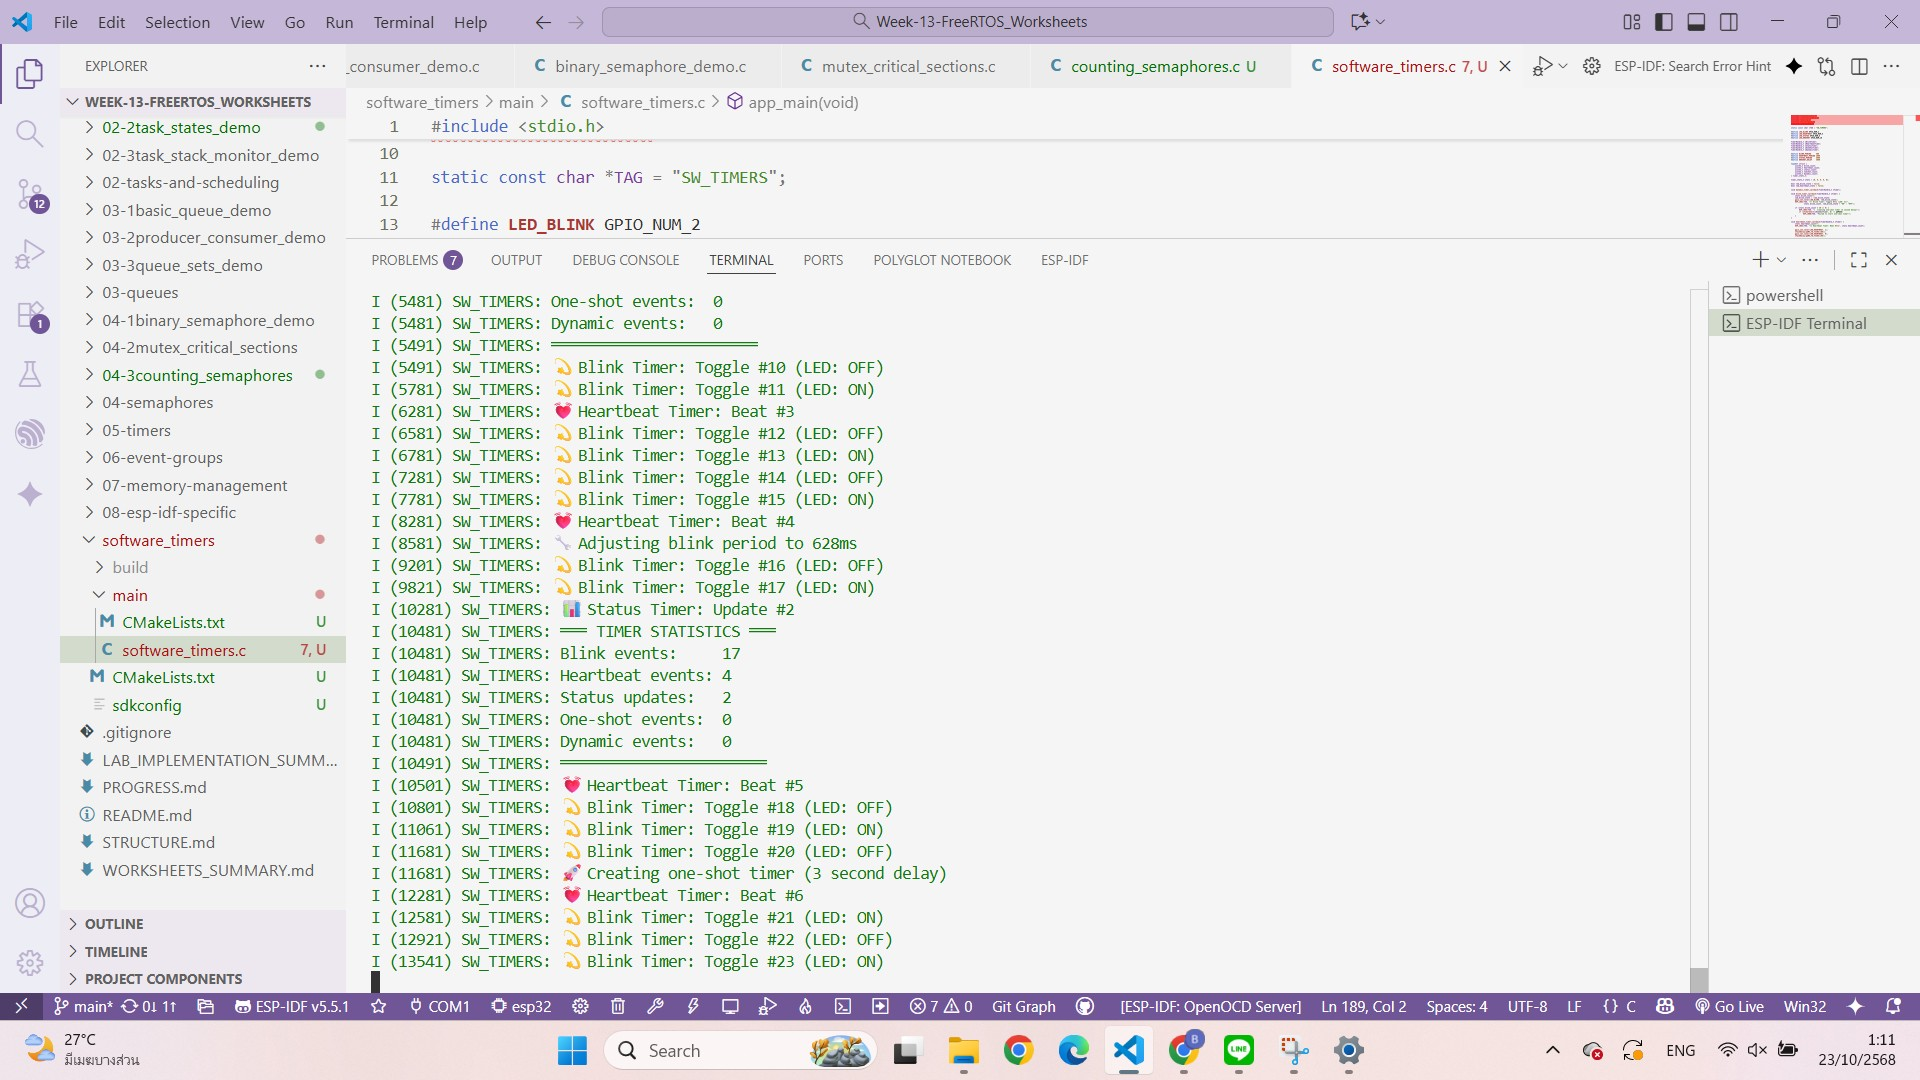 File Edit Selection View Go Run Terminal Help
Week-13-FreeRTOS_Worksheets
EXPLORER
WEEK-13-FREERTOS_WORKSHEETS
02-2task_states_demo
02-3task_stack_monitor_demo
02-tasks-and-scheduling
03-1basic_queue_demo
03-2producer_consumer_demo
03-3queue_sets_demo
03-queues
04-1binary_semaphore_demo
04-2mutex_critical_sections
04-3counting_semaphores
04-semaphores
05-timers
06-event-groups
07-memory-management
08-esp-idf-specific
software_timers
build
main
M CMakeLists.txt U
C software_timers.c 7, U
M CMakeLists.txt U
sdkconfig U
.gitignore
LAB_IMPLEMENTATION_SUMM...
PROGRESS.md
README.md
STRUCTURE.md
WORKSHEETS_SUMMARY.md
OUTLINE
TIMELINE
PROJECT COMPONENTS
12
1
_consumer_demo.c C binary_semaphore_demo.c C mutex_critical_sections.c C counting_semaphores.c U C software_timers.c 7, U ESP-IDF: Search Error Hint
software_timers > main > C software_timers.c > app_main(void)
1 #include <stdio.h>
10
11 static const char *TAG = "SW_TIMERS";
12
13 #define LED_BLINK GPIO_NUM_2
PROBLEMS 7 OUTPUT DEBUG CONSOLE TERMINAL PORTS POLYGLOT NOTEBOOK ESP-IDF
powershell
ESP-IDF Terminal
I (5481) SW_TIMERS: One-shot events:  0
I (5481) SW_TIMERS: Dynamic events:   0
I (5491) SW_TIMERS: ═══════════════════════
I (5491) SW_TIMERS: 💫 Blink Timer: Toggle #10 (LED: OFF)
I (5781) SW_TIMERS: 💫 Blink Timer: Toggle #11 (LED: ON)
I (6281) SW_TIMERS: 💓 Heartbeat Timer: Beat #3
I (6581) SW_TIMERS: 💫 Blink Timer: Toggle #12 (LED: OFF)
I (6781) SW_TIMERS: 💫 Blink Timer: Toggle #13 (LED: ON)
I (7281) SW_TIMERS: 💫 Blink Timer: Toggle #14 (LED: OFF)
I (7781) SW_TIMERS: 💫 Blink Timer: Toggle #15 (LED: ON)
I (8281) SW_TIMERS: 💓 Heartbeat Timer: Beat #4
I (8581) SW_TIMERS: 🔧 Adjusting blink period to 628ms
I (9201) SW_TIMERS: 💫 Blink Timer: Toggle #16 (LED: OFF)
I (9821) SW_TIMERS: 💫 Blink Timer: Toggle #17 (LED: ON)
I (10281) SW_TIMERS: 📊 Status Timer: Update #2
I (10481) SW_TIMERS: ═══ TIMER STATISTICS ═══
I (10481) SW_TIMERS: Blink events:     17
I (10481) SW_TIMERS: Heartbeat events: 4
I (10481) SW_TIMERS: Status updates:   2
I (10481) SW_TIMERS: One-shot events:  0
I (10481) SW_TIMERS: Dynamic events:   0
I (10491) SW_TIMERS: ═══════════════════════
I (10501) SW_TIMERS: 💓 Heartbeat Timer: Beat #5
I (10801) SW_TIMERS: 💫 Blink Timer: Toggle #18 (LED: OFF)
I (11061) SW_TIMERS: 💫 Blink Timer: Toggle #19 (LED: ON)
I (11681) SW_TIMERS: 💫 Blink Timer: Toggle #20 (LED: OFF)
I (11681) SW_TIMERS: 🚀 Creating one-shot timer (3 second delay)
I (12281) SW_TIMERS: 💓 Heartbeat Timer: Beat #6
I (12581) SW_TIMERS: 💫 Blink Timer: Toggle #21 (LED: ON)
I (12921) SW_TIMERS: 💫 Blink Timer: Toggle #22 (LED: OFF)
I (13541) SW_TIMERS: 💫 Blink Timer: Toggle #23 (LED: ON)
main* 0↓ 1↑ ESP-IDF v5.5.1 COM1 esp32 7 0 Git Graph [ESP-IDF: OpenOCD Server] Ln 189, Col 2 Spaces: 4 UTF-8 LF {} C Go Live Win32
27°C
มีเมฆบางส่วน
Search
B
LINE
ENG
1:11
23/10/2568